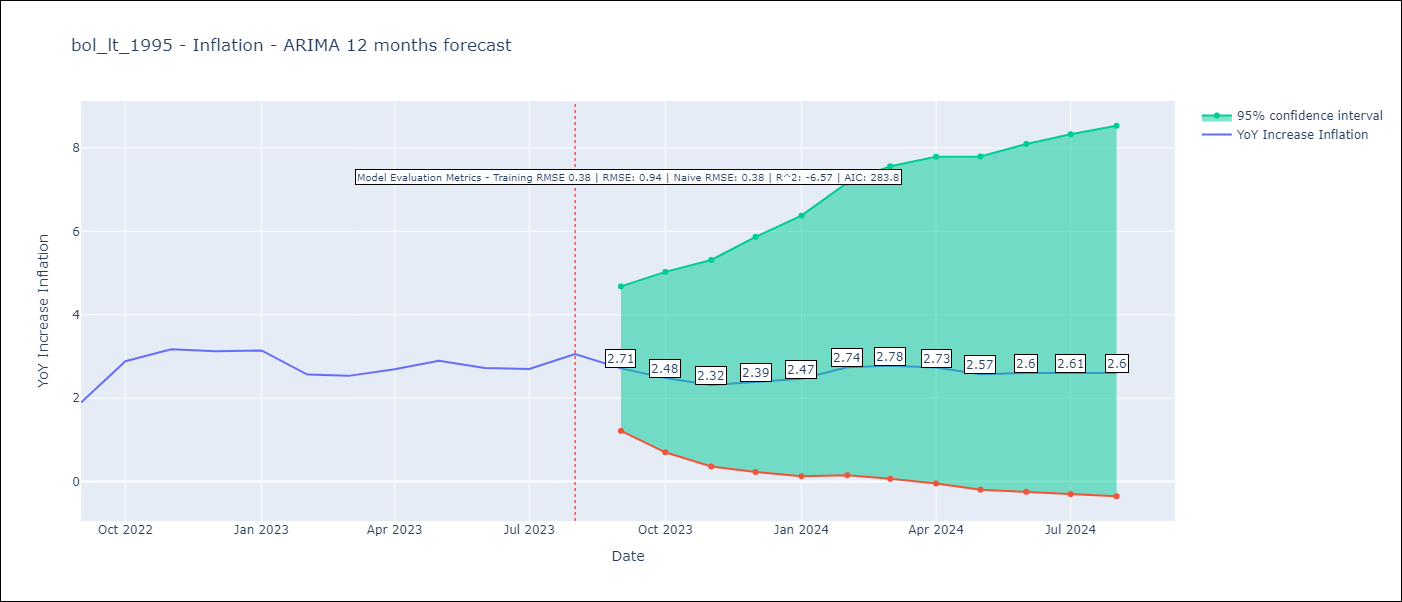 bol_lt_1995 - Inflation - ARIMA 12 months forecast
95% confidence interval
YoY Increase Inflation
Model Evaluation Metrics - Training RMSE 0.38 | RMSE: 0.94 | Naive RMSE: 0.38 | R^2: -6.57 | AIC: 283.8
YoY Increase Inflation
8
6
4
2
0
2.71
2.48
2.32
2.39
2.47
2.74
2.78
2.73
2.57
2.6
2.61
2.6
Oct 2022
Jan 2023
Apr 2023
Jul 2023
Oct 2023
Jan 2024
Apr 2024
Jul 2024
Date